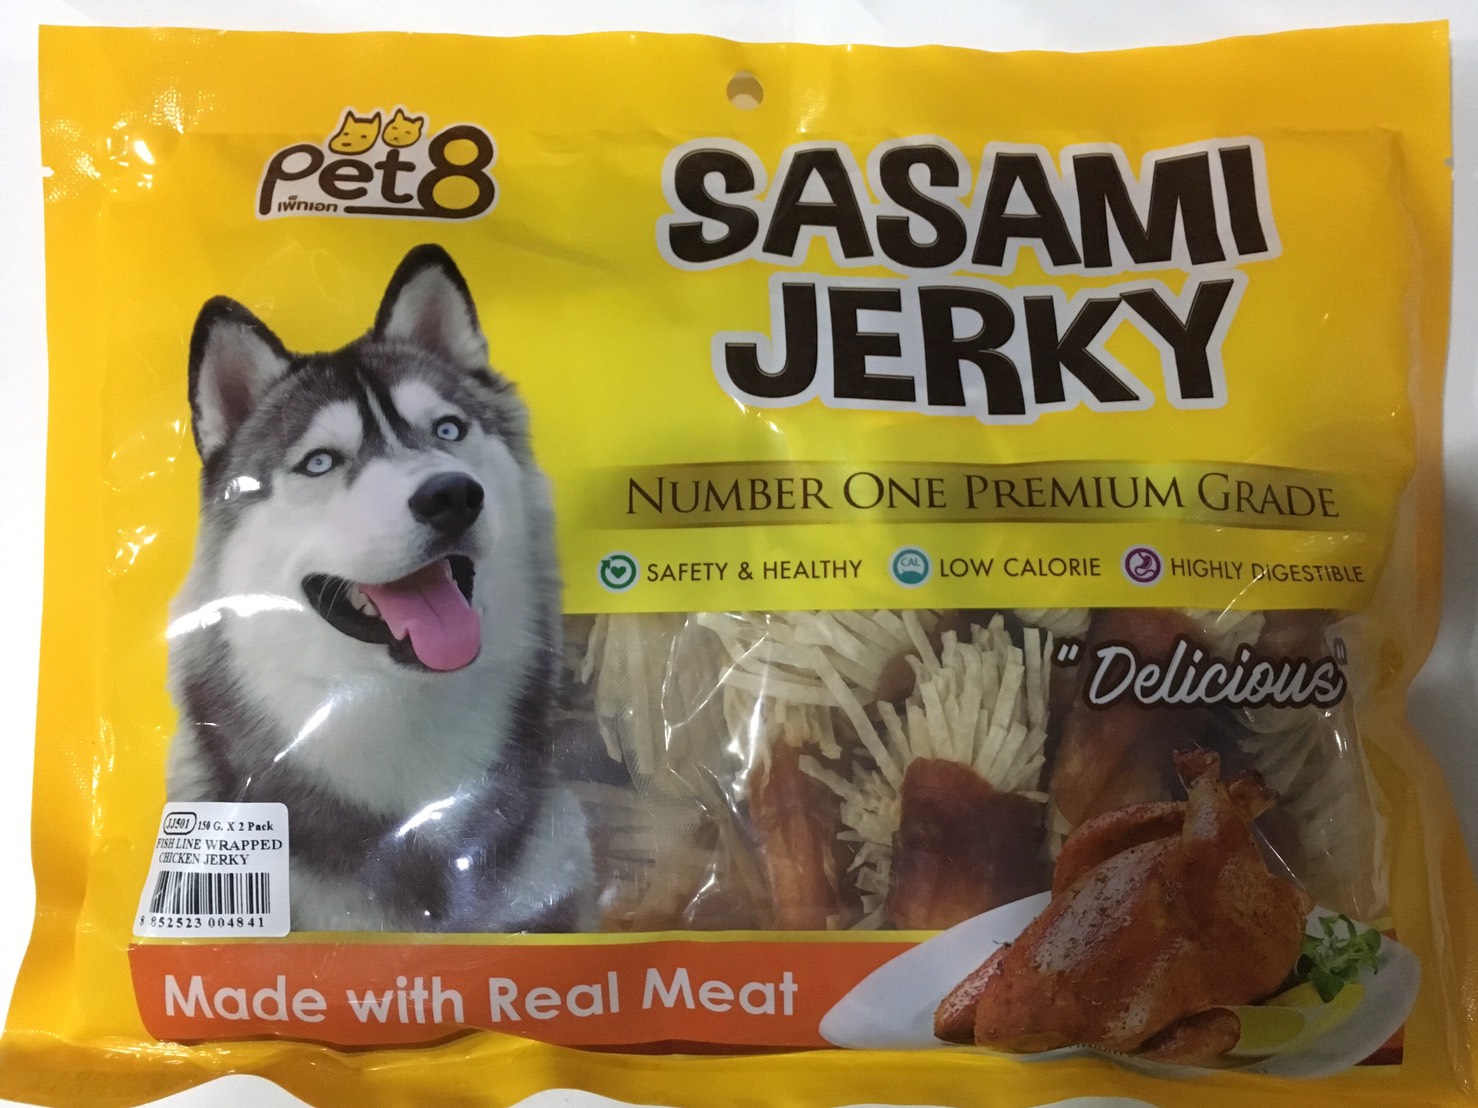 Pet8
เพ็ทเอท
SASAMI
JERKY
NUMBER ONE PREMIUM GRADE
SAFETY & HEALTHY CAL LOW CALORIE HIGHLY DIGESTIBLE
"Delicious"
JJ501 150 G. X 2 Pack
FISH LINE WRAPPED
CHICKEN JERKY
8 852523 004841
Made with Real Meat